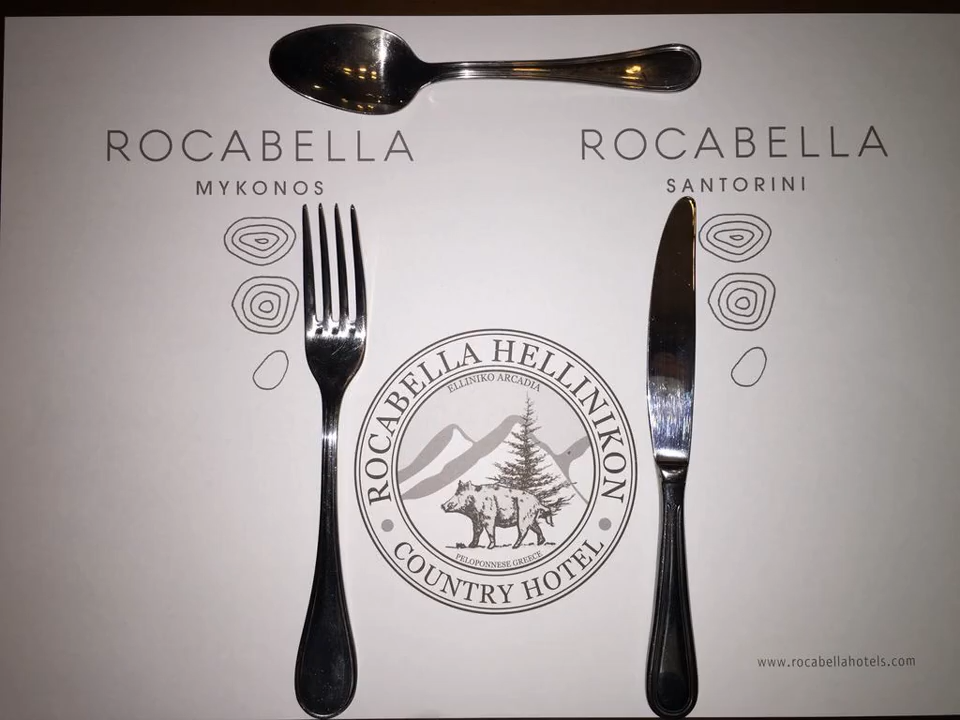 ROCABELLA
MYKONOS
ROCABELLA
SANTORINI
ROCABELLA HELLINIKON
ELLINIKO ARCADIA
PELOPONNESE GREECE
COUNTRY HOTEL
www.rocabellahotels.com